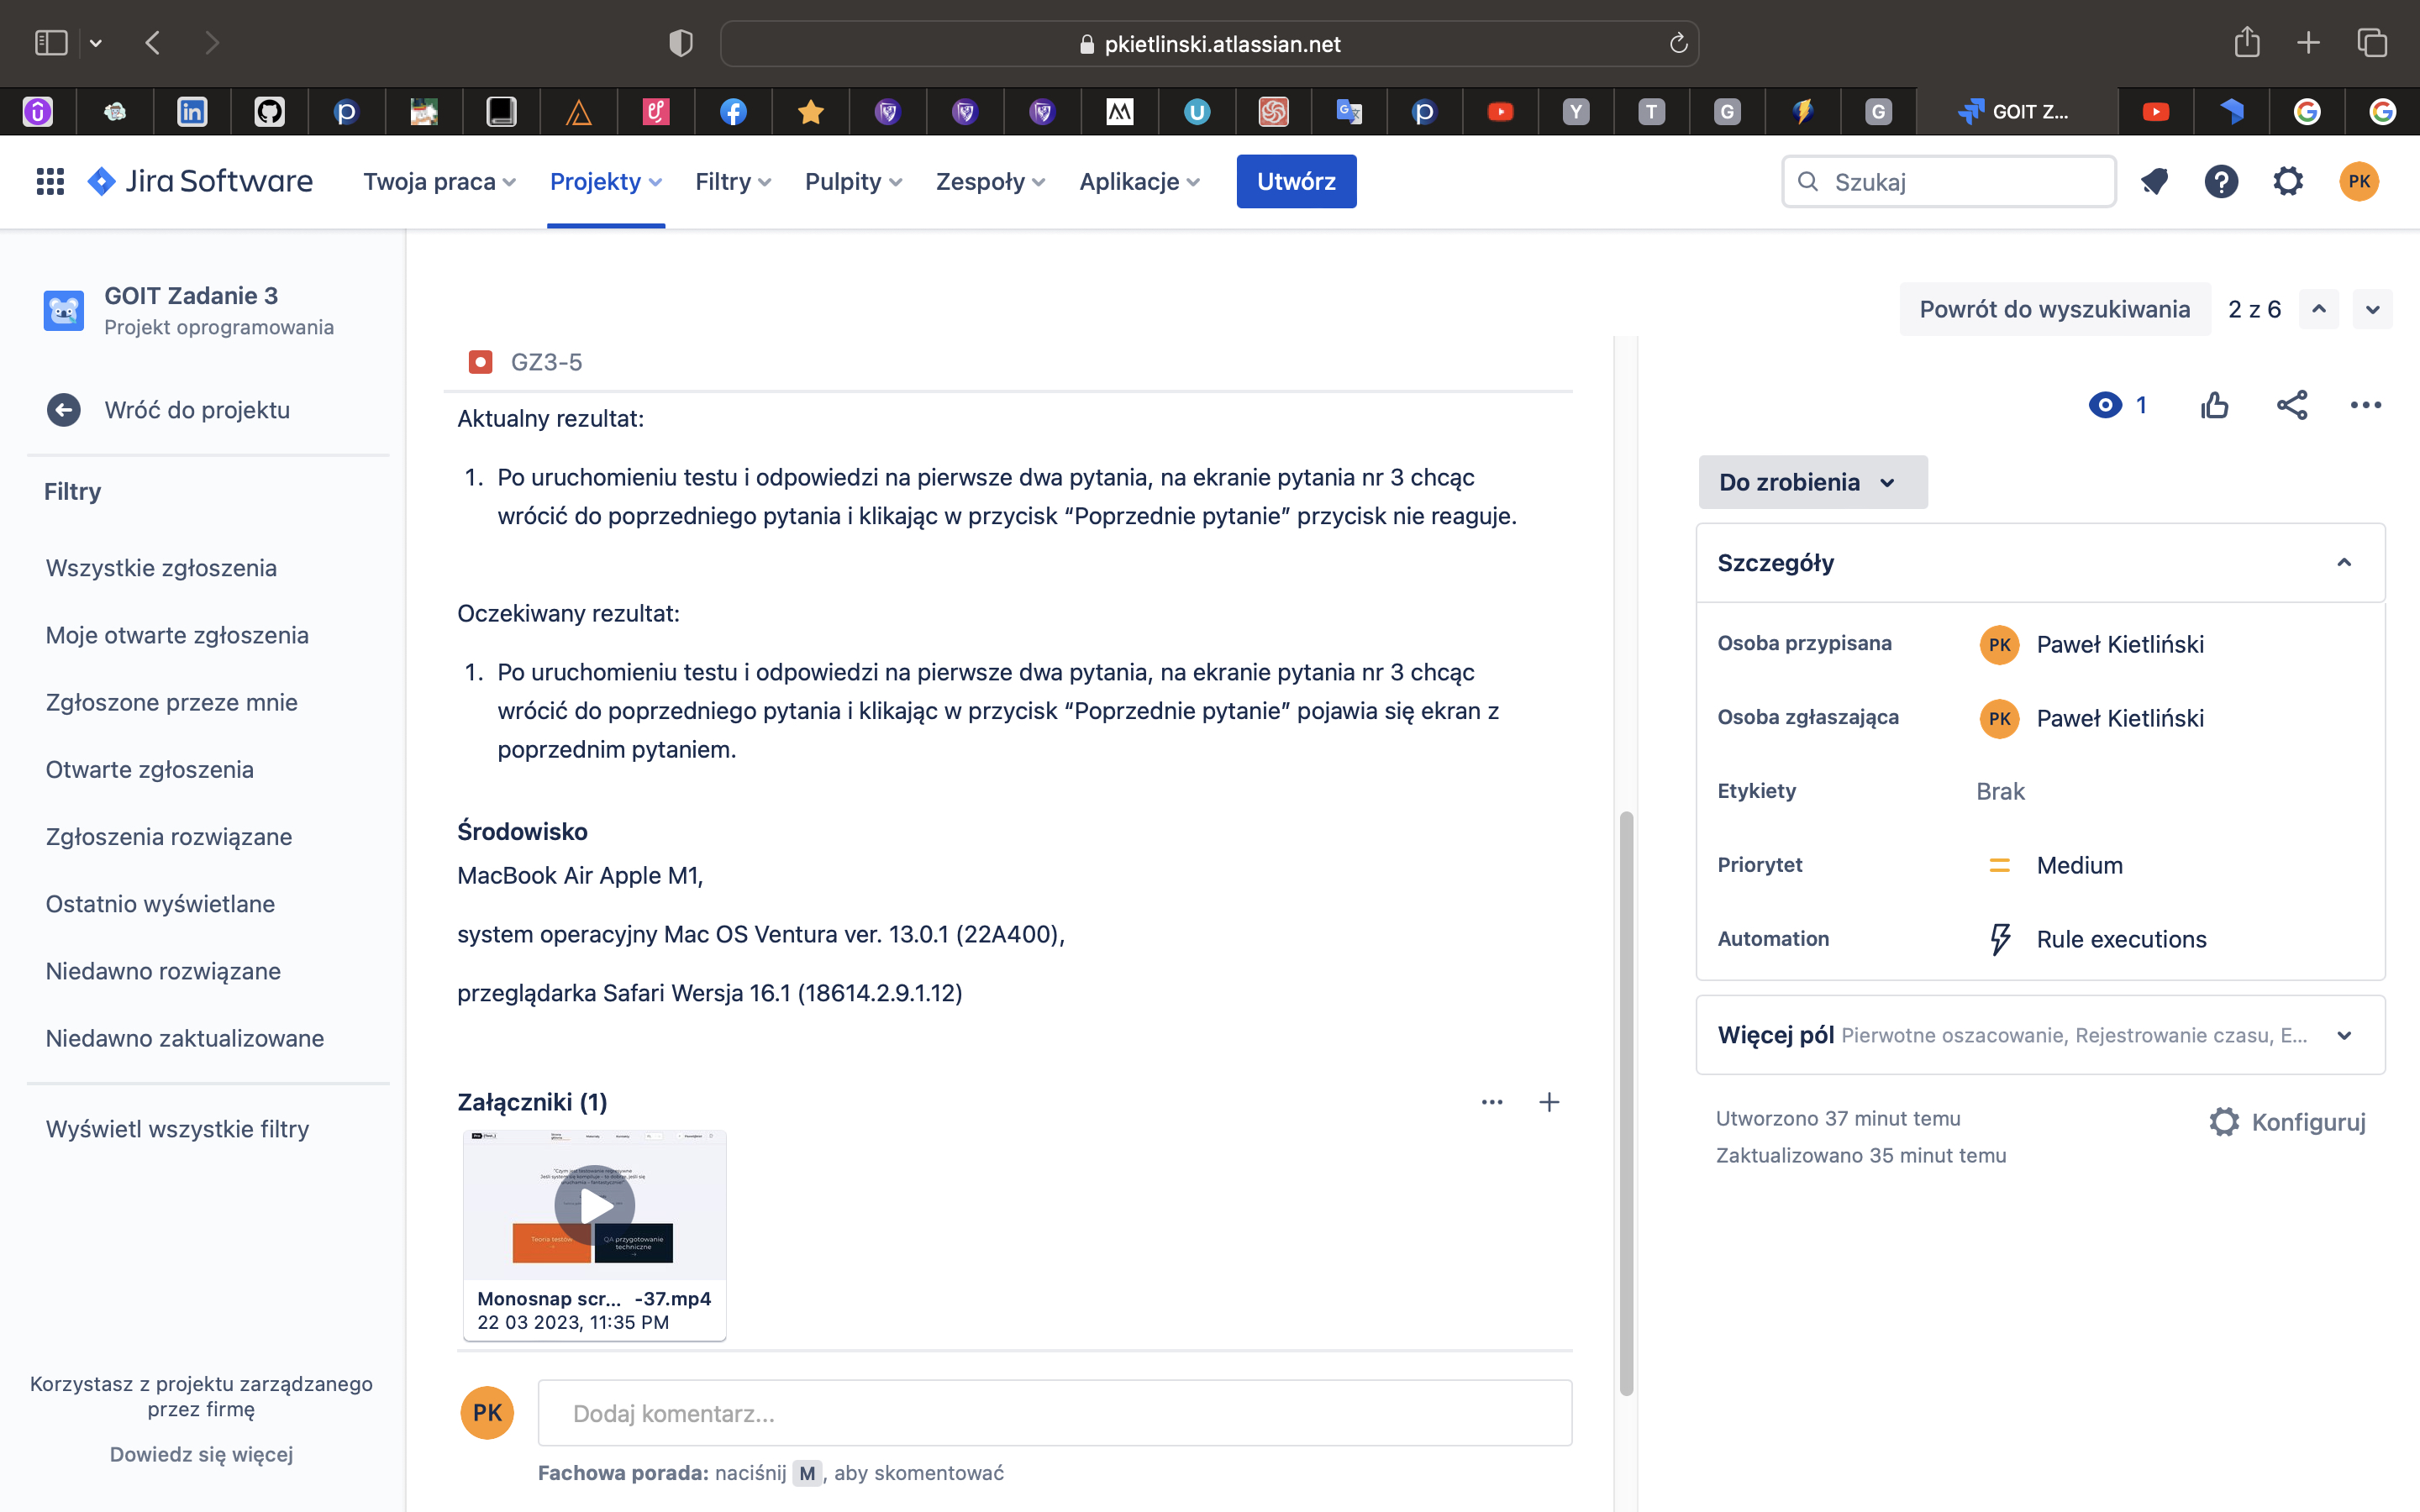 pkietlinski.atlassian.net
GOIT Z...
Jira Software
Twoja praca
Projekty
Filtry
Pulpity
Zespoły
Aplikacje
Utwórz
Szukaj
PK
GOIT Zadanie 3
Projekt oprogramowania
Wróć do projektu
Filtry
Wszystkie zgłoszenia
Moje otwarte zgłoszenia
Zgłoszone przeze mnie
Otwarte zgłoszenia
Zgłoszenia rozwiązane
Ostatnio wyświetlane
Niedawno rozwiązane
Niedawno zaktualizowane
Wyświetl wszystkie filtry
Korzystasz z projektu zarządzanego
przez firmę
Dowiedz się więcej
Powrót do wyszukiwania
2 z 6
GZ3-5
Aktualny rezultat:
1. Po uruchomieniu testu i odpowiedzi na pierwsze dwa pytania, na ekranie pytania nr 3 chcąc
wrócić do poprzedniego pytania i klikając w przycisk “Poprzednie pytanie” przycisk nie reaguje.
Oczekiwany rezultat:
1. Po uruchomieniu testu i odpowiedzi na pierwsze dwa pytania, na ekranie pytania nr 3 chcąc
wrócić do poprzedniego pytania i klikając w przycisk “Poprzednie pytanie” pojawia się ekran z
poprzednim pytaniem.
Środowisko
MacBook Air Apple M1,
system operacyjny Mac OS Ventura ver. 13.0.1 (22A400),
przeglądarka Safari Wersja 16.1 (18614.2.9.1.12)
Załączniki (1)
Teoria testów
QA przygotowanie
techniczne
Monosnap scr... -37.mp4
22 03 2023, 11:35 PM
PK
Dodaj komentarz...
Fachowa porada: naciśnij M, aby skomentować
1
Do zrobienia
Szczegóły
Osoba przypisana
PK
Paweł Kietliński
Osoba zgłaszająca
PK
Paweł Kietliński
Etykiety
Brak
Priorytet
Medium
Automation
Rule executions
Więcej pól Pierwotne oszacowanie, Rejestrowanie czasu, E...
Utworzono 37 minut temu
Konfiguruj
Zaktualizowano 35 minut temu